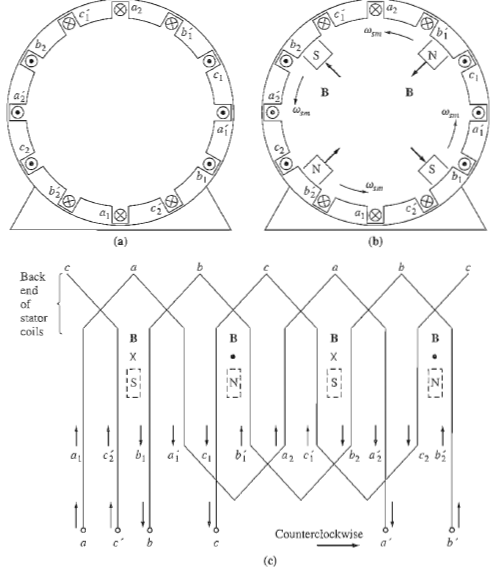 c₁′ a₂ b₁′
b₂ c₁
a₂′ a₁′
c₂ b₁
b₂′ a₁ c₂′
(a)
c₁′ a₂ b₁′
ω_sm
b₂ S N c₁
B B
a₂′ ω_sm ω_sm a₁′
c₂ N S b₁
b₂′ ω_sm
a₁ c₂′
(b)
Back
end
of
stator
coils
c a b c a b c
B B B B
S N S N
a₁ c₂′ b₁ a₁′ c₁ b₁′ a₂ c₁′ b₂ a₂′ c₂ b₂′
Counterclockwise
a c′ b c a′ b′
(c)